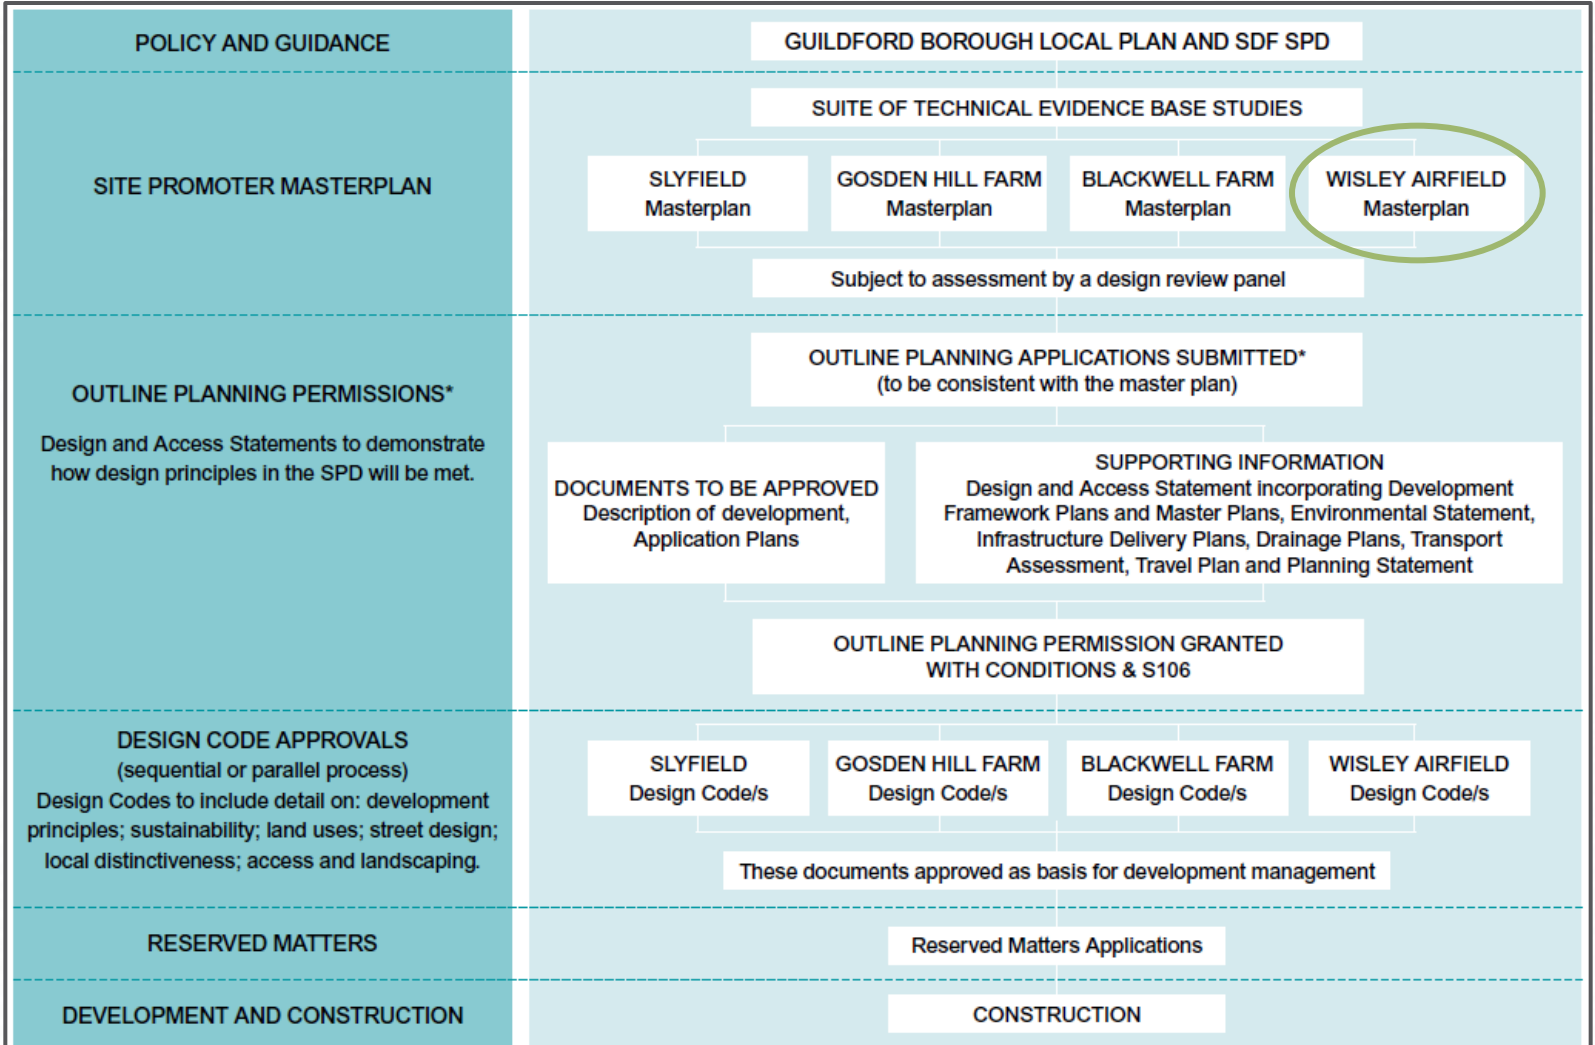 POLICY AND GUIDANCE
GUILDFORD BOROUGH LOCAL PLAN AND SDF SPD
SITE PROMOTER MASTERPLAN
SUITE OF TECHNICAL EVIDENCE BASE STUDIES
SLYFIELD
Masterplan
GOSDEN HILL FARM
Masterplan
BLACKWELL FARM
Masterplan
WISLEY AIRFIELD
Masterplan
Subject to assessment by a design review panel
OUTLINE PLANNING PERMISSIONS*
Design and Access Statements to demonstrate
how design principles in the SPD will be met.
OUTLINE PLANNING APPLICATIONS SUBMITTED*
(to be consistent with the master plan)
DOCUMENTS TO BE APPROVED
Description of development,
Application Plans
SUPPORTING INFORMATION
Design and Access Statement incorporating Development
Framework Plans and Master Plans, Environmental Statement,
Infrastructure Delivery Plans, Drainage Plans, Transport
Assessment, Travel Plan and Planning Statement
OUTLINE PLANNING PERMISSION GRANTED
WITH CONDITIONS & S106
DESIGN CODE APPROVALS
(sequential or parallel process)
Design Codes to include detail on: development
principles; sustainability; land uses; street design;
local distinctiveness; access and landscaping.
SLYFIELD
Design Code/s
GOSDEN HILL FARM
Design Code/s
BLACKWELL FARM
Design Code/s
WISLEY AIRFIELD
Design Code/s
These documents approved as basis for development management
RESERVED MATTERS
Reserved Matters Applications
DEVELOPMENT AND CONSTRUCTION
CONSTRUCTION